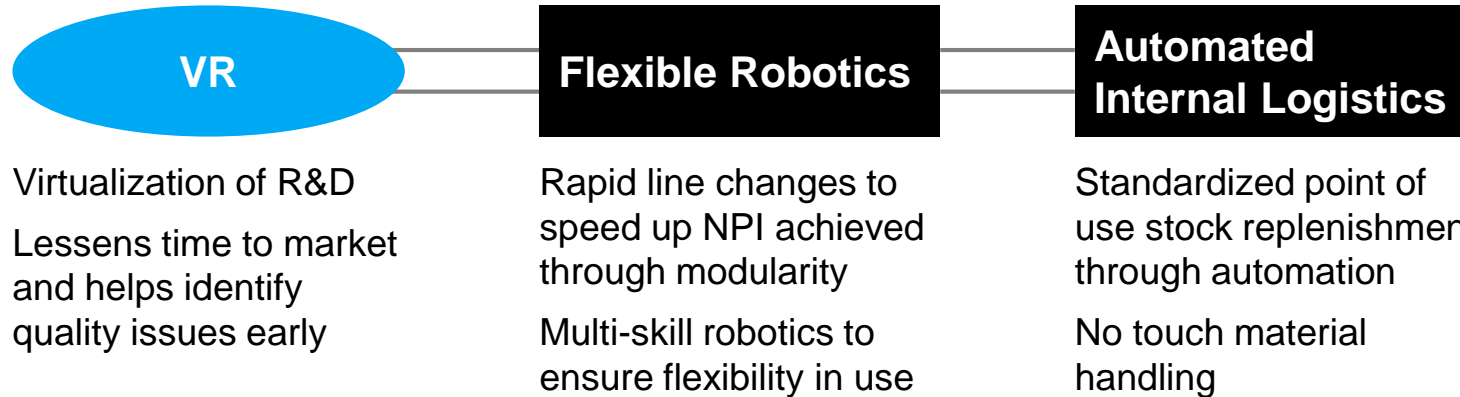 VR
Virtualization of R&D
Lessens time to market
and helps identify
quality issues early
Flexible Robotics
Rapid line changes to
speed up NPI achieved
through modularity
Multi-skill robotics to
ensure flexibility in use
Automated
Internal Logistics
Standardized point of
use stock
through automation
No touch material
handling